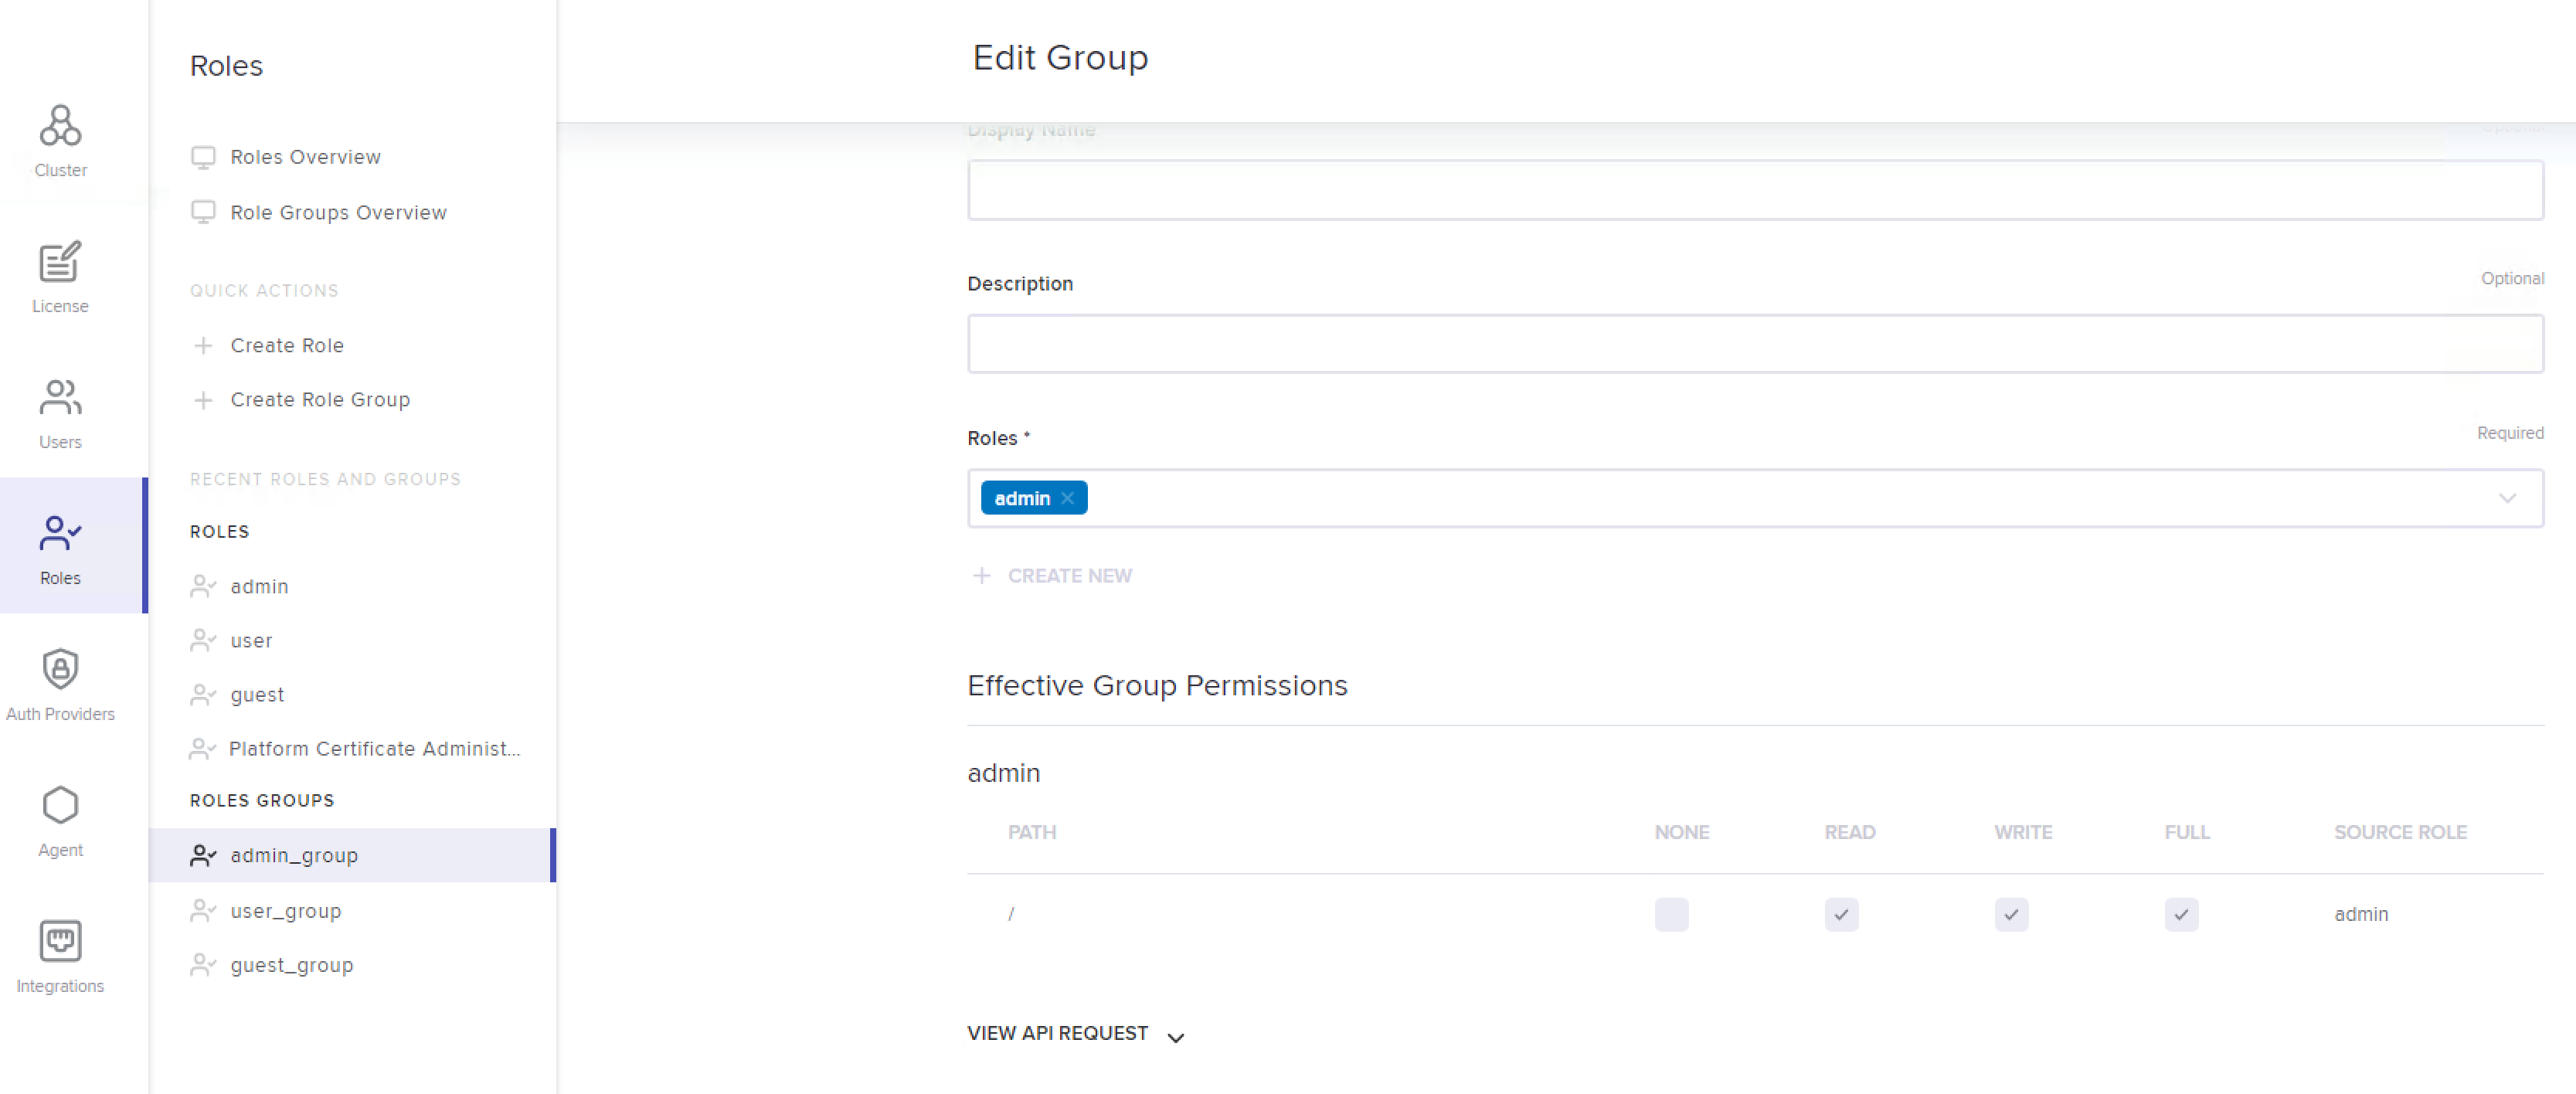 Cluster
License
Users
Roles
Auth Providers
Agent
Integrations
Roles
Roles Overview
Role Groups Overview
QUICK ACTIONS
Create Role
Create Role Group
RECENT ROLES AND GROUPS
ROLES
admin
user
guest
Platform Certificate Administ...
ROLES GROUPS
admin_group
user_group
guest_group
Edit Group
Display Name Optional
Description Optional
Roles * Required
admin
CREATE NEW
Effective Group Permissions
admin
PATH NONE READ WRITE FULL SOURCE ROLE
/ admin
VIEW API REQUEST